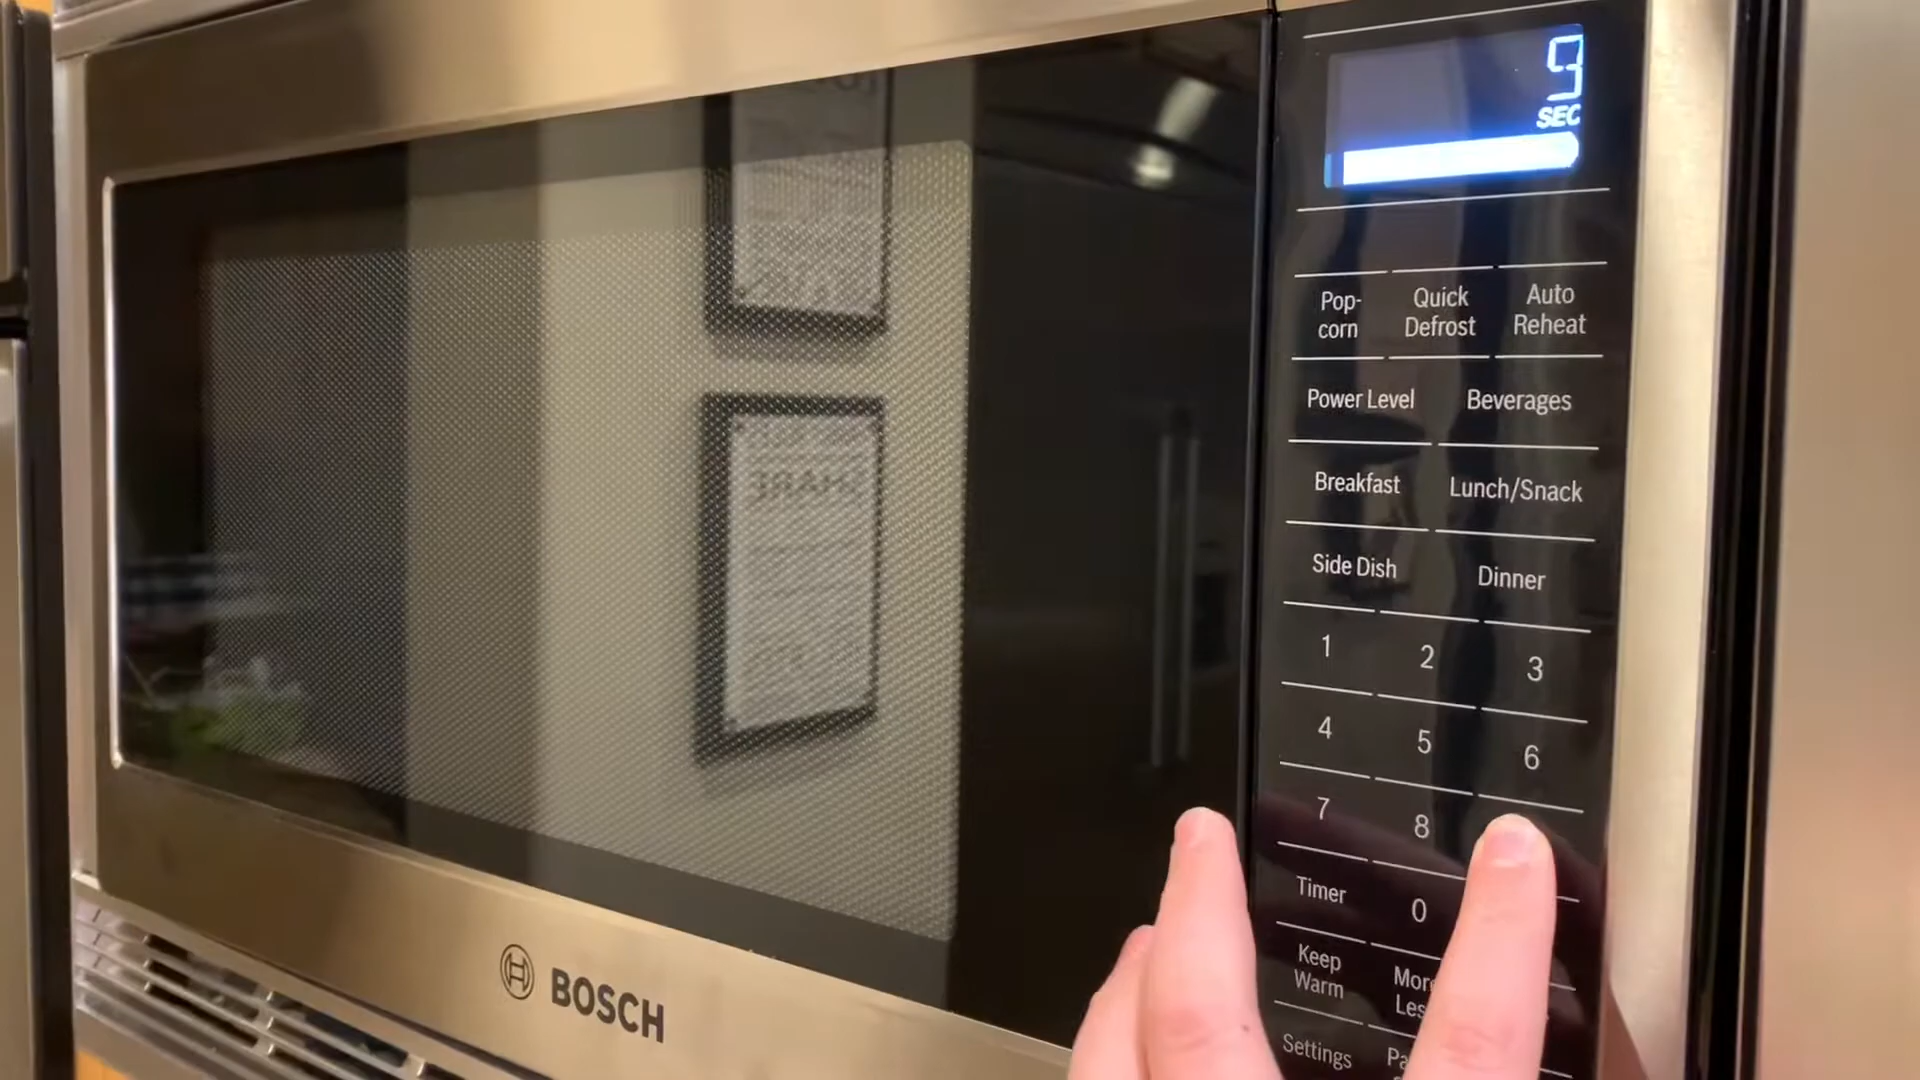 9
SEC
Pop-
corn
Quick
Defrost
Auto
Reheat
Power Level
Beverages
Breakfast
Lunch/Snack
Side Dish
Dinner
1
2
3
4
5
6
7
8
Timer
0
Keep
Warm
Settings
BOSCH
SHARE